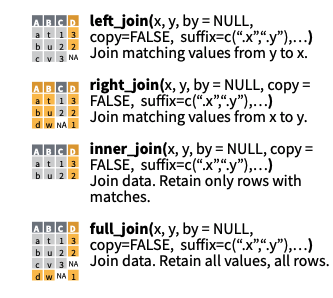 A B C D
a t 1 3
b u 2 2
c v 3 NA
left_join(x, y, by = NULL,
copy=FALSE, suffix=c(“.x”,“.y”),…)
Join matching values from y to x.
A B C D
a t 1 3
b u 2 2
d w NA 1
right_join(x, y, by = NULL, copy =
FALSE, suffix=c(“.x”,“.y”),…)
Join matching values from x to y.
A B C D
a t 1 3
b u 2 2
inner_join(x, y, by = NULL, copy =
FALSE, suffix=c(“.x”,“.y”),…)
Join data. Retain only rows with
matches.
A B C D
a t 1 3
b u 2 2
c v 3 NA
d w NA 1
full_join(x, y, by = NULL,
copy=FALSE, suffix=c(“.x”,“.y”),…)
Join data. Retain all values, all rows.